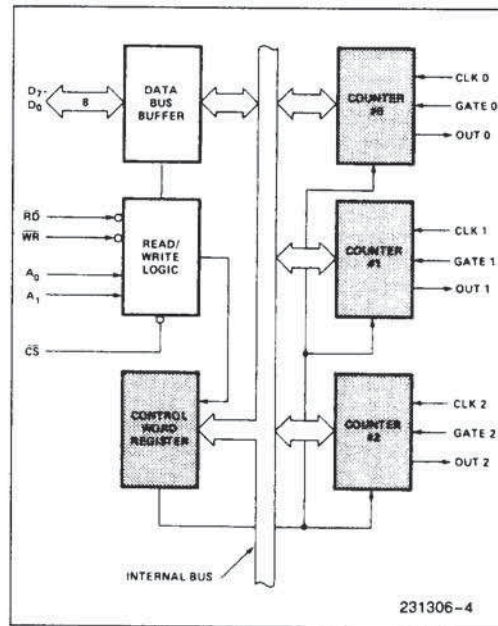 D7-
D0
8
DATA
BUS
BUFFER
COUNTER
#0
CLK 0
GATE 0
OUT 0
RD
WR
A0
A1
CS
READ/
WRITE
LOGIC
COUNTER
#1
CLK 1
GATE 1
OUT 1
CONTROL
WORD
REGISTER
COUNTER
#2
CLK 2
GATE 2
OUT 2
INTERNAL BUS
231306-4